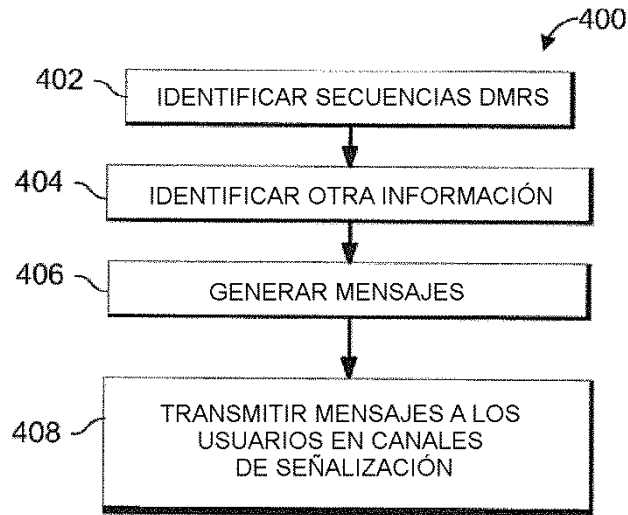 400
402
IDENTIFICAR SECUENCIAS DMRS
404
IDENTIFICAR OTRA INFORMACIÓN
406
GENERAR MENSAJES
408
TRANSMITIR MENSAJES A LOS
USUARIOS EN CANALES
DE SEÑALIZACIÓN